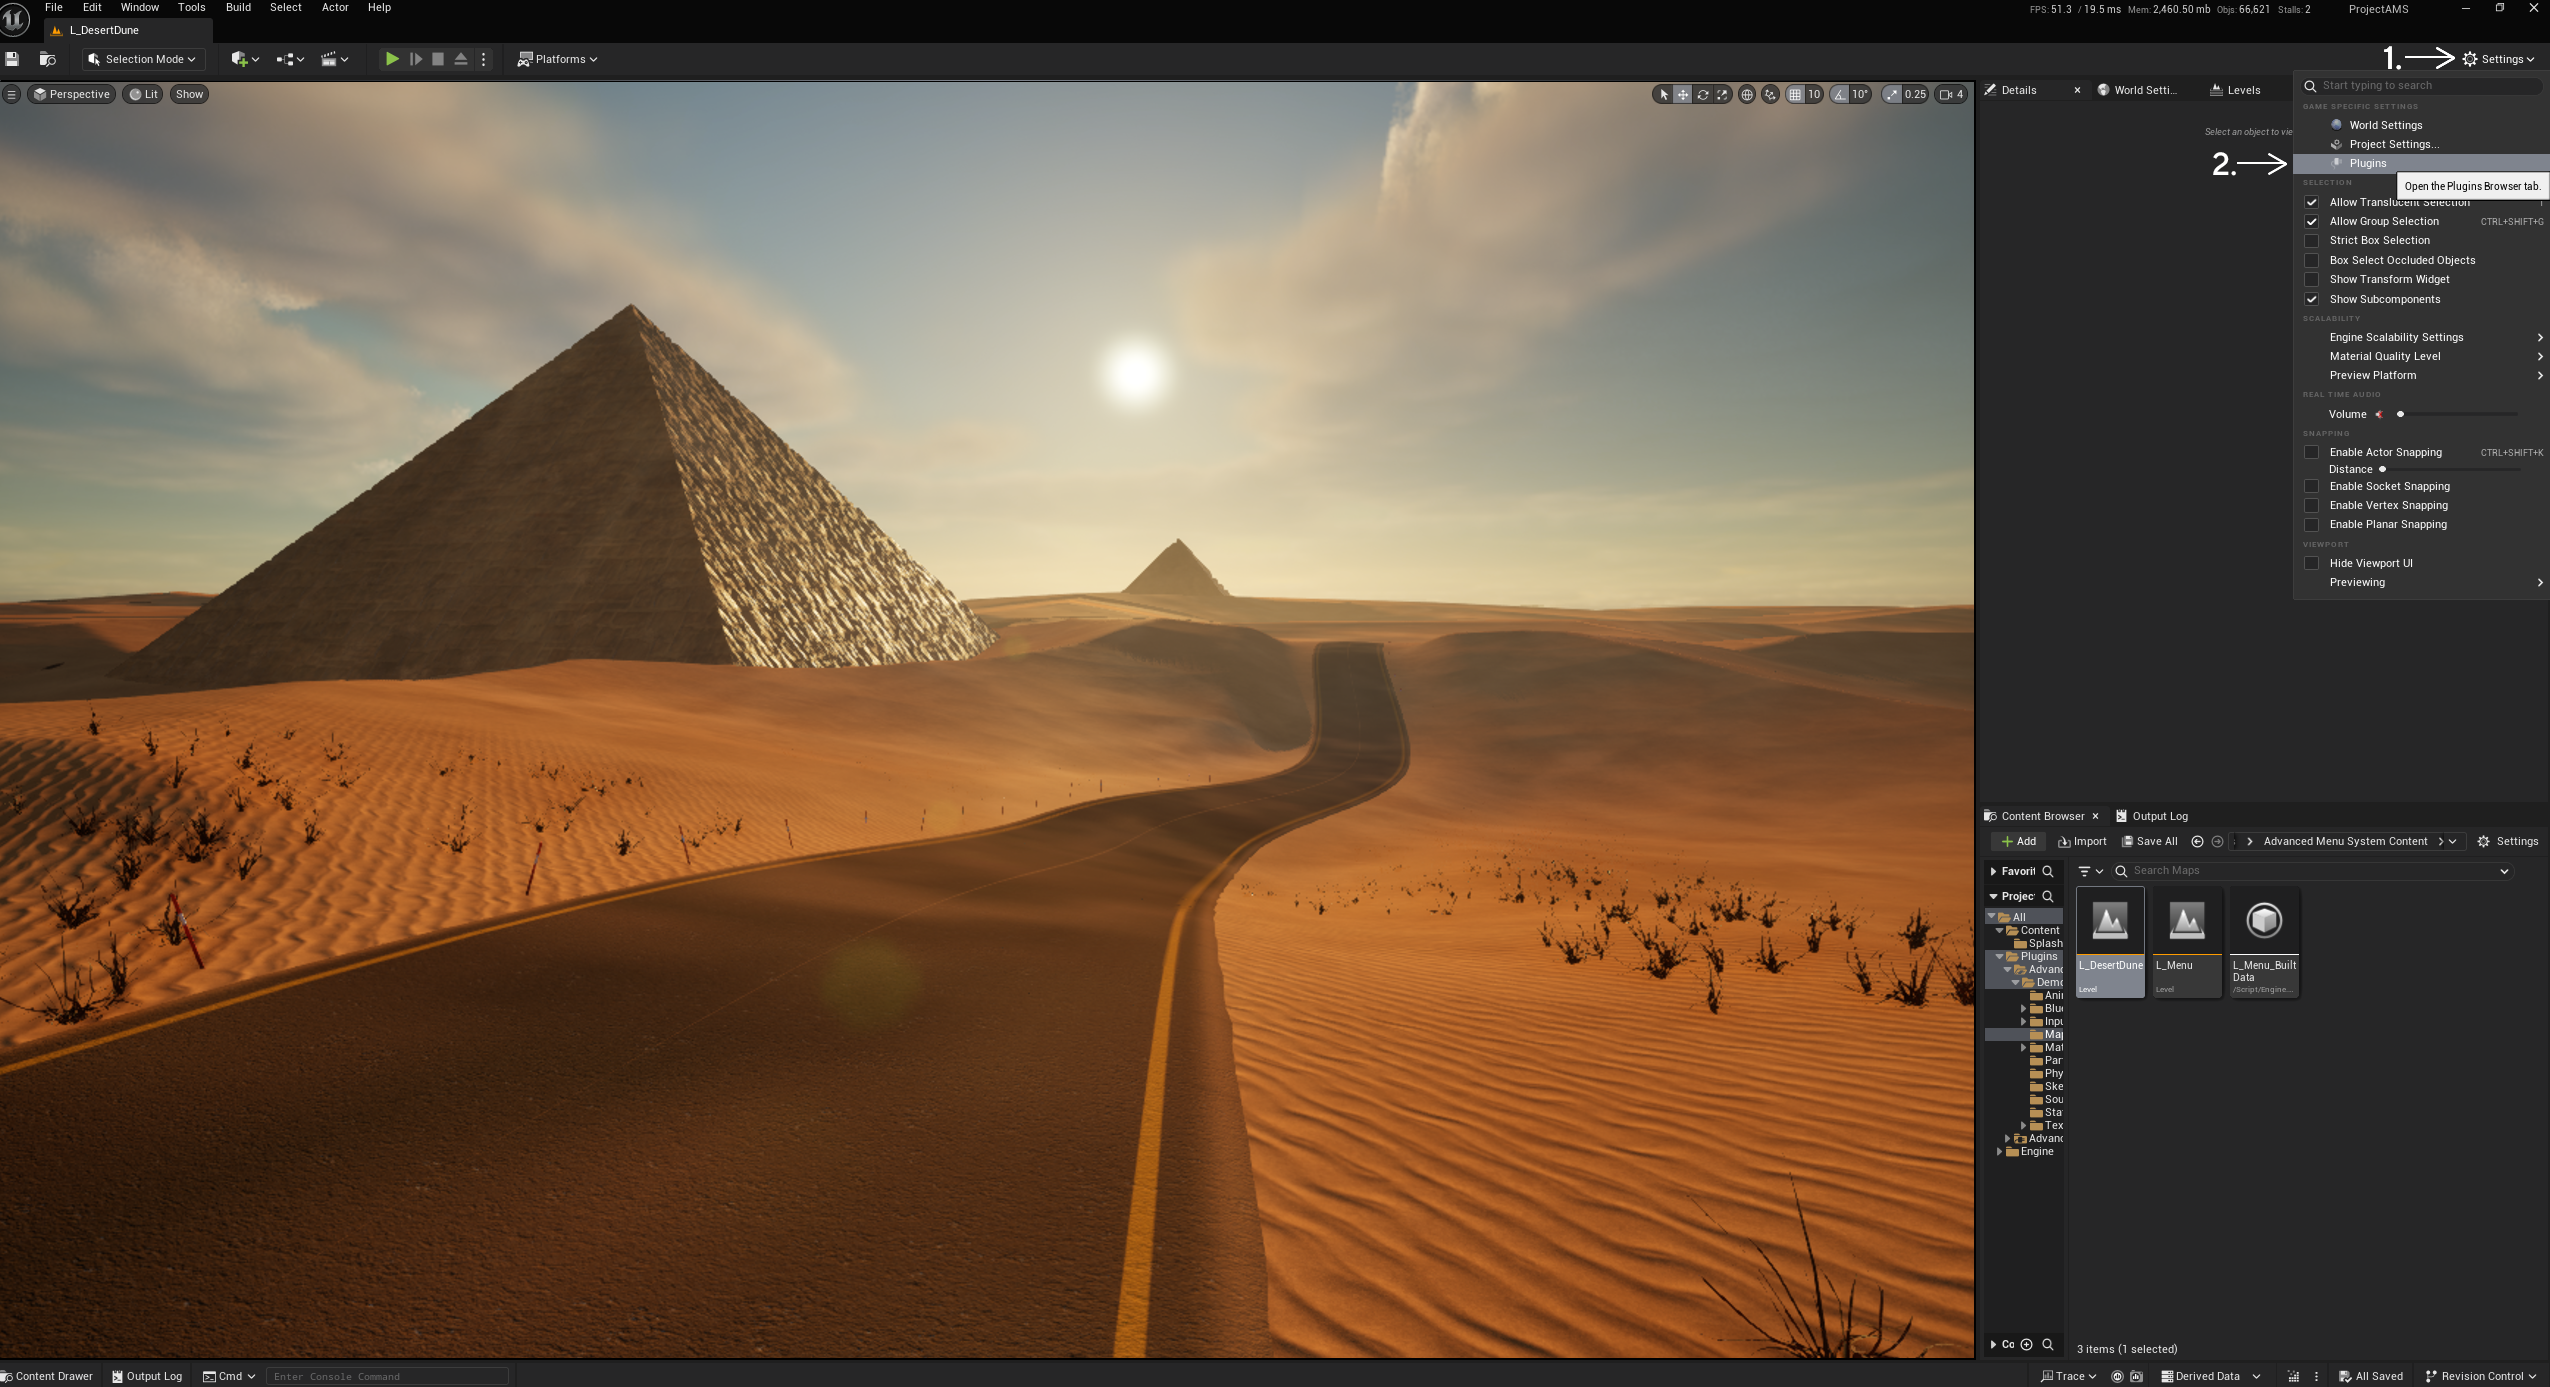 File Edit Window Tools Build Select Actor Help
FPS: 51.3 / 19.5 ms Mem: 2,460.50 mb Objs: 66,621 Stalls: 2 ProjectAMS
L_DesertDune
Selection Mode
Platforms
1.
Settings
Perspective Lit Show
10 10° 0.25 4
Details World Setti... Levels
Select an object to vie
Start typing to search
GAME SPECIFIC SETTINGS
World Settings
Project Settings...
2.
Plugins
Open the Plugins Browser tab.
SELECTION
Allow Translucent Selection T
Allow Group Selection CTRL+SHIFT+G
Strict Box Selection
Box Select Occluded Objects
Show Transform Widget
Show Subcomponents
SCALABILITY
Engine Scalability Settings
Material Quality Level
Preview Platform
REAL TIME AUDIO
Volume
SNAPPING
Enable Actor Snapping CTRL+SHIFT+K
Distance
Enable Socket Snapping
Enable Vertex Snapping
Enable Planar Snapping
VIEWPORT
Hide Viewport UI
Previewing
Content Browser Output Log
Add Import Save All Advanced Menu System Content Settings
Favorit
Search Maps
Projec
All
Content
Splash
Plugins
Advanc
Demo
Ani
Blu
Inpu
Map
Mat
Par
Phy
Ske
Sou
Sta
Tex
Advanc
Engine
L_DesertDune
Level
L_Menu
Level
L_Menu_Built
Data
/Script/Engine...
Co
3 items (1 selected)
Content Drawer Output Log Cmd Enter Console Command
Trace Derived Data All Saved Revision Control